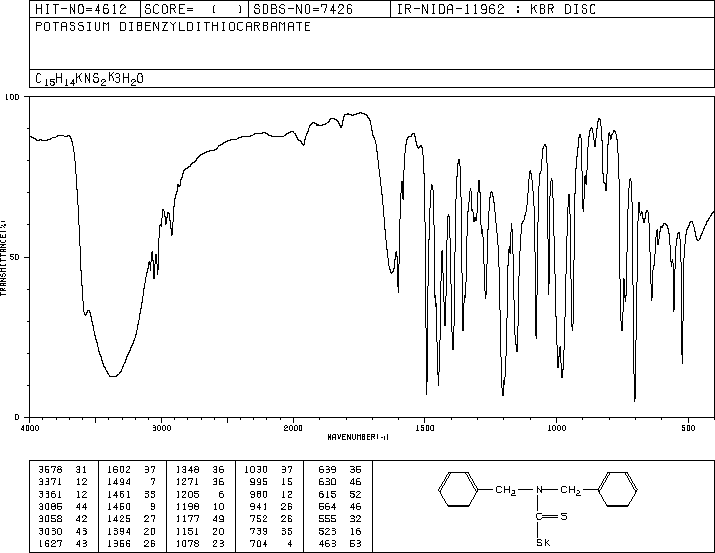 HIT-NO=4612 SCORE= ( ) SDBS-NO=7426 IR-NIDA-11962 : KBR DISC
POTASSIUM DIBENZYLDITHIOCARBAMATE
C15H14KNS2K3H2O
100
50
0
TRANSMITTANCE(%)
4000 3000 2000 1500 1000 500
WAVENUMBER(-1)
3578 31 1602 37 1348 36 1030 37 639 36
3371 12 1494 7 1271 36 995 15 630 46
3361 12 1461 35 1205 6 980 12 615 52
3085 44 1450 9 1198 10 941 26 564 46
3058 42 1425 27 1177 49 752 26 555 32
3030 43 1394 20 1151 20 739 35 523 16
1627 43 1356 26 1078 23 704 4 463 53
CH2 N CH2
C S
SK